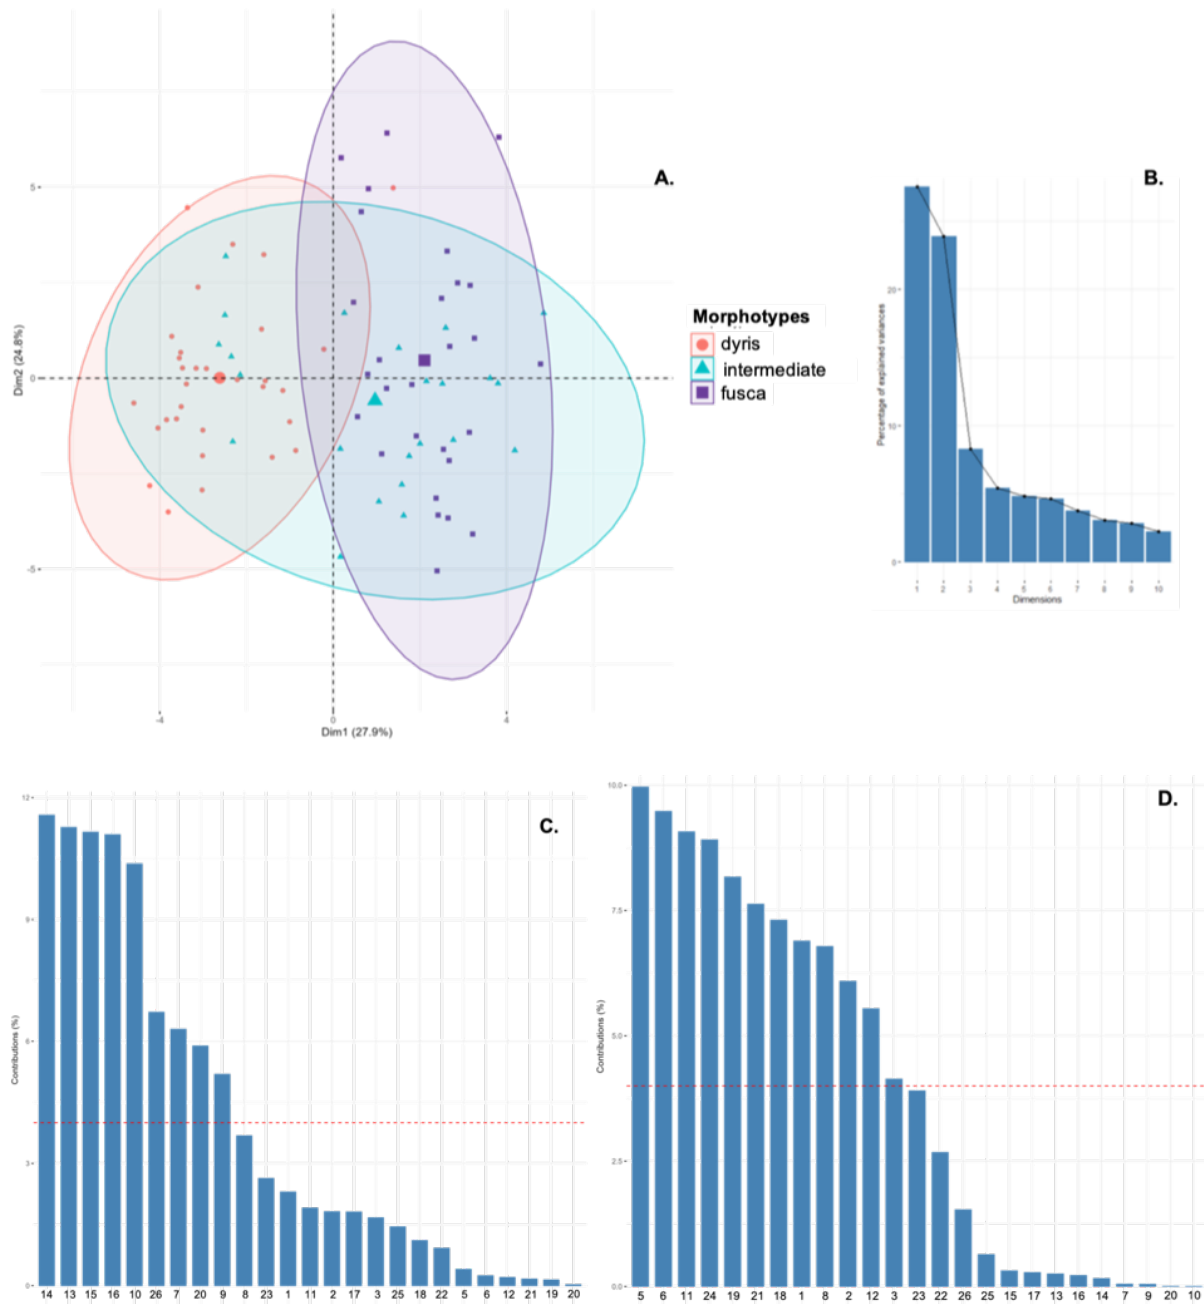 A.
5
0
-5
Dim2 (24.8%)
-4
0
4
Dim1 (27.9%)
Morphotypes
dyris
intermediate
fusca
B.
Percentage of explained variances
20
10
0
1 2 3 4 5 6 7 8 9 10
Dimensions
C.
Contributions (%)
12
9
6
3
0
14 13 15 16 10 26 7 20 9 8 23 1 11 2 17 3 25 18 22 5 6 12 21 19 20
D.
Contributions (%)
10.0
7.5
5.0
2.5
0.0
5 6 11 24 19 21 18 1 8 2 12 3 23 22 26 25 15 17 13 16 14 7 9 20 10